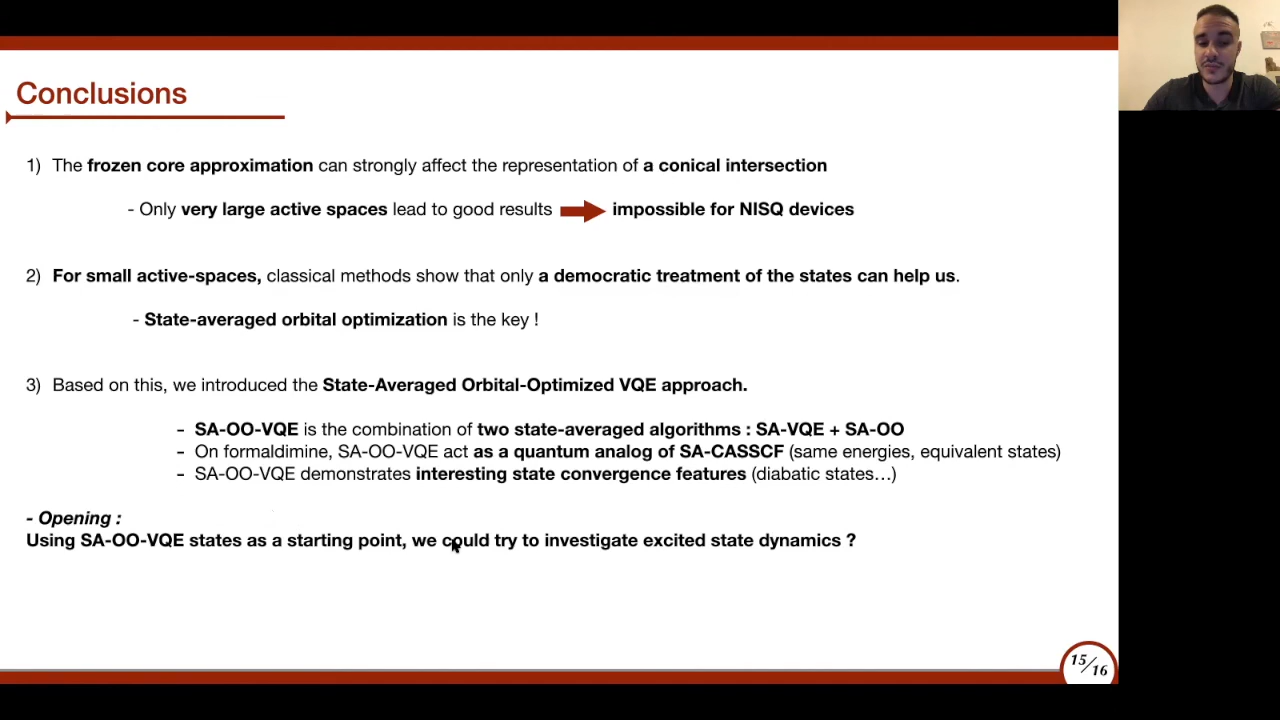 Conclusions
1) The frozen core approximation can strongly affect the representation of a conical intersection
- Only very large active spaces lead to good results impossible for NISQ devices
2) For small active-spaces, classical methods show that only a democratic treatment of the states can help us.
- State-averaged orbital optimization is the key !
3) Based on this, we introduced the State-Averaged Orbital-Optimized VQE approach.
- SA-OO-VQE is the combination of two state-averaged algorithms : SA-VQE + SA-OO
- On formaldimine, SA-OO-VQE act as a quantum analog of SA-CASSCF (same energies, equivalent states)
- SA-OO-VQE demonstrates interesting state convergence features (diabatic states…)
- Opening :
Using SA-OO-VQE states as a starting point, we could try to investigate excited state dynamics ?
15/16